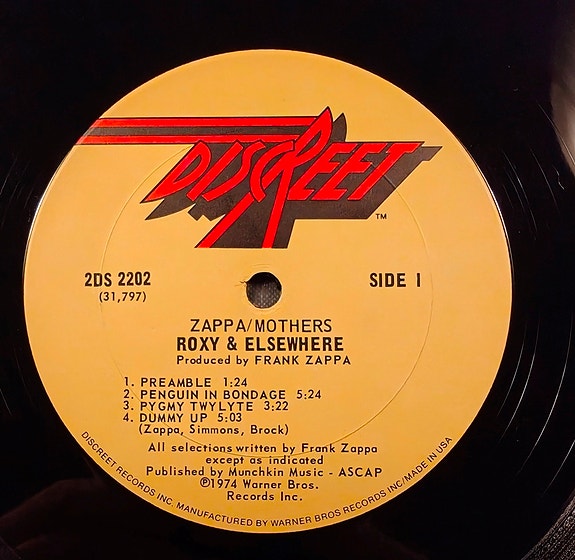 DISCREET
TM
2DS 2202
(31,797)
SIDE 1
ZAPPA/MOTHERS
ROXY & ELSEWHERE
Produced by FRANK ZAPPA
1. PREAMBLE 1:24
2. PENGUIN IN BONDAGE 5:24
3. PYGMY TWYLYTE 3:22
4. DUMMY UP 5:03
(Zappa, Simmons, Brock)
All selections written by Frank Zappa
except as indicated
Published by Munchkin Music - ASCAP
℗1974 Warner Bros.
Records Inc.
DISCREET RECORDS INC. MANUFACTURED BY WARNER BROS RECORDS INC/MADE IN USA